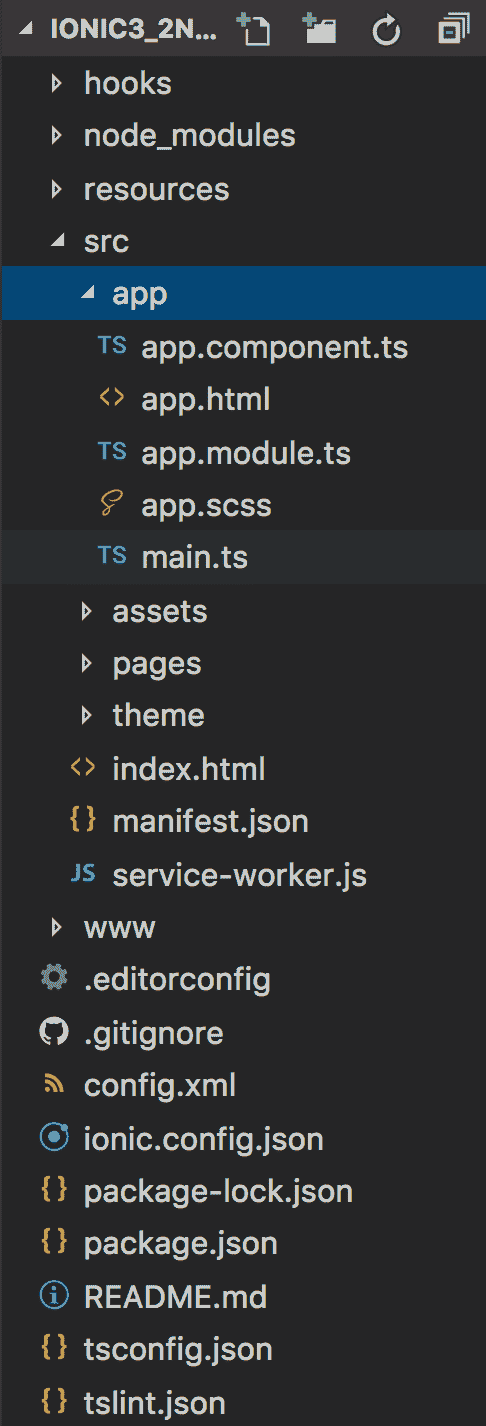 IONIC3_2N...
hooks
node_modules
resources
src
app
TS app.component.ts
<> app.html
TS app.module.ts
app.scss
TS main.ts
assets
pages
theme
<> index.html
{} manifest.json
JS service-worker.js
www
.editorconfig
.gitignore
config.xml
ionic.config.json
{} package-lock.json
{} package.json
README.md
{} tsconfig.json
{} tslint.json